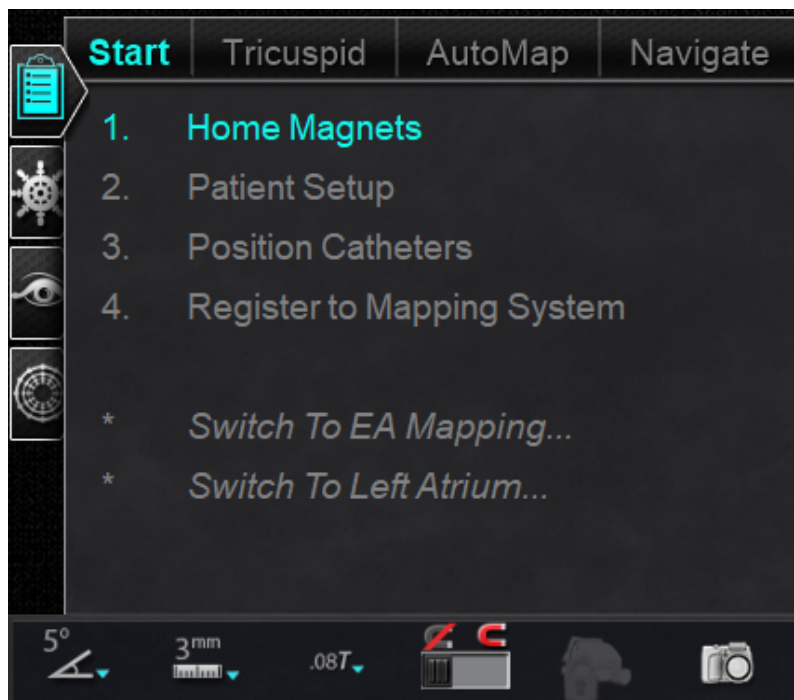 Start Tricuspid AutoMap Navigate
1. Home Magnets
2. Patient Setup
3. Position Catheters
4. Register to Mapping System
* Switch To EA Mapping...
* Switch To Left Atrium...
5° 3mm .08T